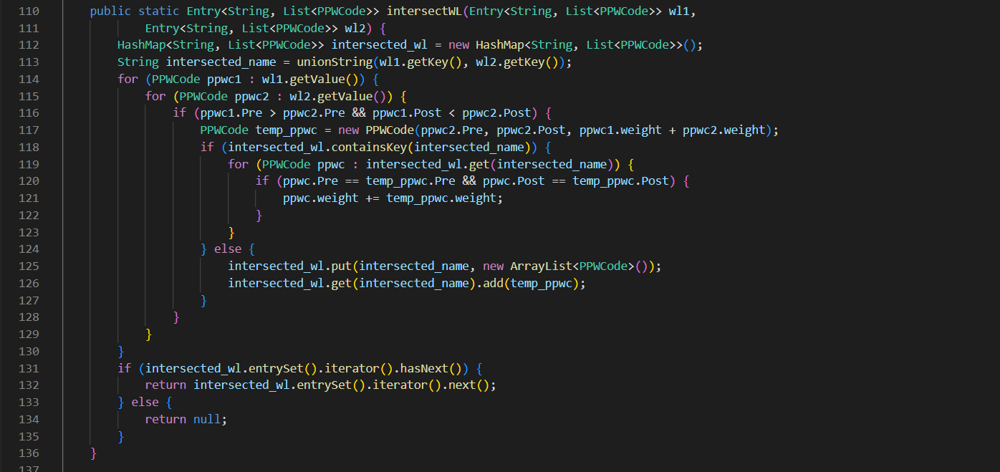 110 public static Entry<String, List<PPWCode>> intersectWL(Entry<String, List<PPWCode>> wl1,
111 Entry<String, List<PPWCode>> wl2) {
112 HashMap<String, List<PPWCode>> intersected_wl = new HashMap<String, List<PPWCode>>();
113 String intersected_name = unionString(wl1.getKey(), wl2.getKey());
114 for (PPWCode ppwc1 : wl1.getValue()) {
115 for (PPWCode ppwc2 : wl2.getValue()) {
116 if (ppwc1.Pre > ppwc2.Pre && ppwc1.Post < ppwc2.Post) {
117 PPWCode temp_ppwc = new PPWCode(ppwc2.Pre, ppwc2.Post, ppwc1.weight + ppwc2.weight);
118 if (intersected_wl.containsKey(intersected_name)) {
119 for (PPWCode ppwc : intersected_wl.get(intersected_name)) {
120 if (ppwc.Pre == temp_ppwc.Pre && ppwc.Post == temp_ppwc.Post) {
121 ppwc.weight += temp_ppwc.weight;
122 }
123 }
124 } else {
125 intersected_wl.put(intersected_name, new ArrayList<PPWCode>());
126 intersected_wl.get(intersected_name).add(temp_ppwc);
127 }
128 }
129 }
130 }
131 if (intersected_wl.entrySet().iterator().hasNext()) {
132 return intersected_wl.entrySet().iterator().next();
133 } else {
134 return null;
135 }
136 }
137